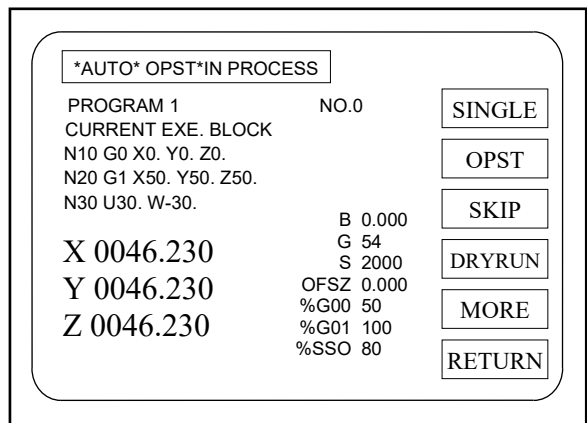 *AUTO* OPST*IN PROCESS
PROGRAM 1 NO.0
CURRENT EXE. BLOCK
N10 G0 X0. Y0. Z0.
N20 G1 X50. Y50. Z50.
N30 U30. W-30.
X 0046.230
Y 0046.230
Z 0046.230
B 0.000
G 54
S 2000
OFSZ 0.000
%G00 50
%G01 100
%SSO 80
SINGLE
OPST
SKIP
DRYRUN
MORE
RETURN